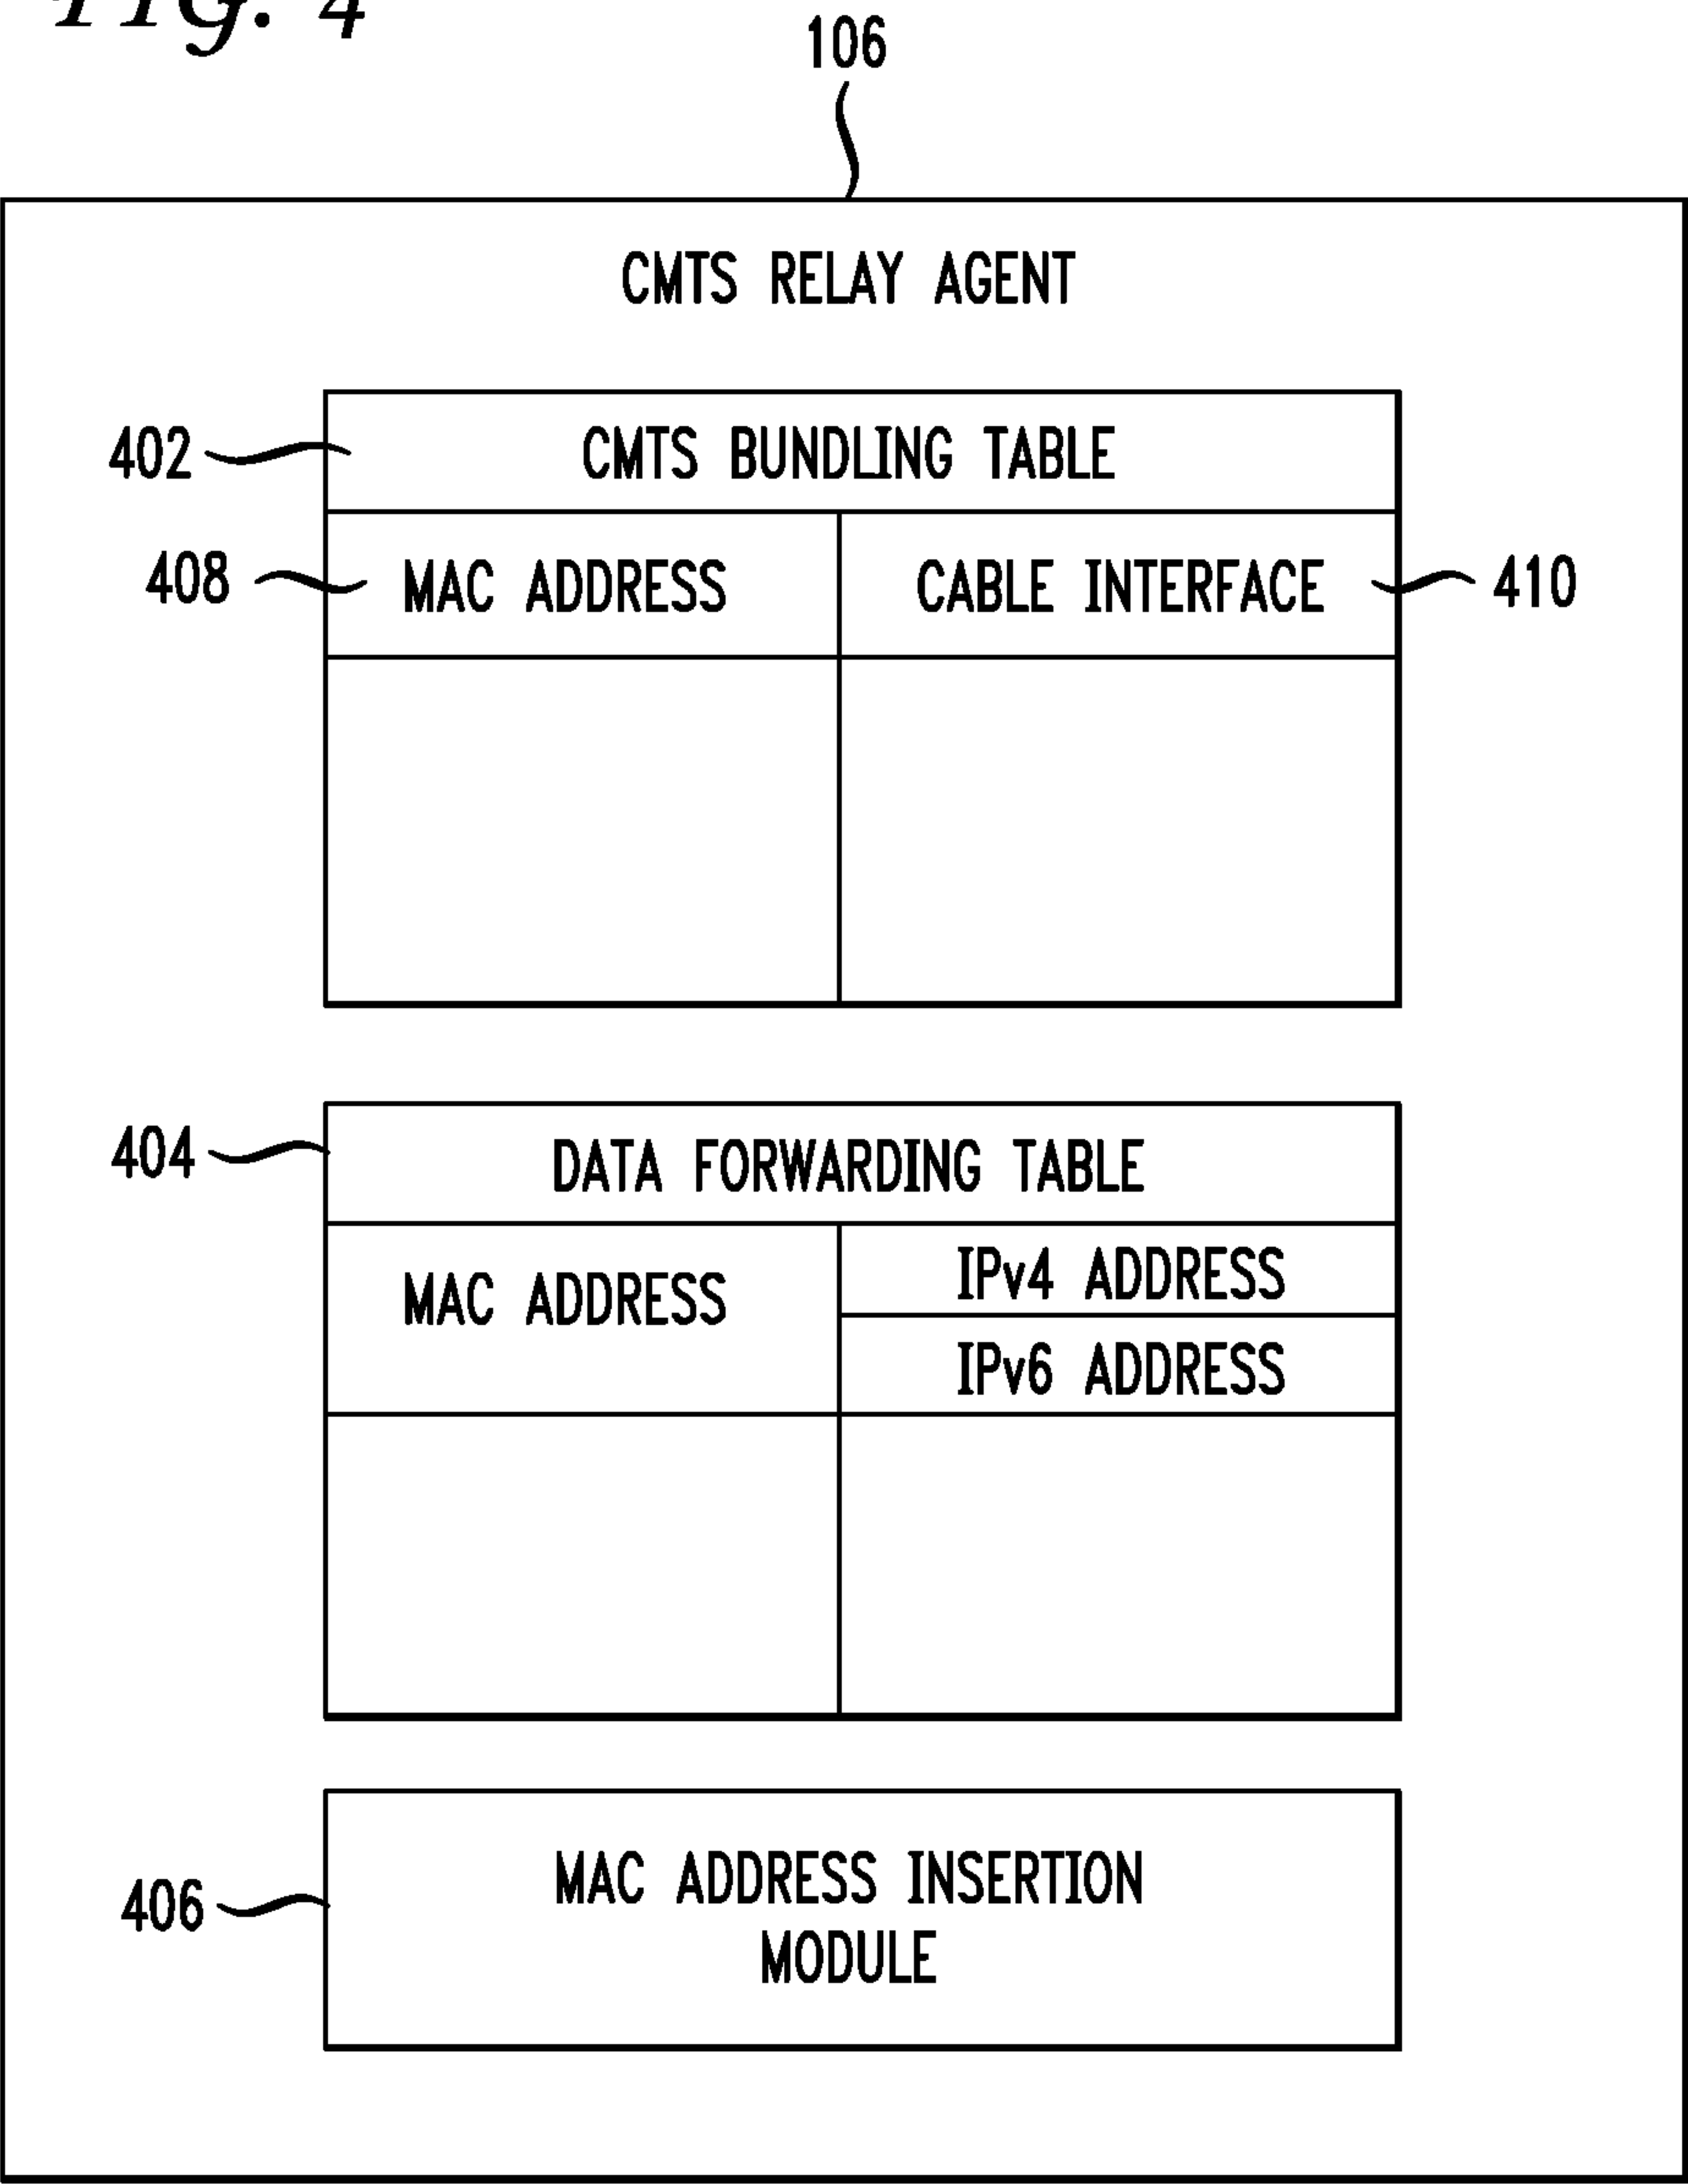 FIG. 4
106
CMTS RELAY AGENT
402
CMTS BUNDLING TABLE
408
MAC ADDRESS
CABLE INTERFACE
410
404
DATA FORWARDING TABLE
MAC ADDRESS
IPv4 ADDRESS
IPv6 ADDRESS
406
MAC ADDRESS INSERTION
MODULE